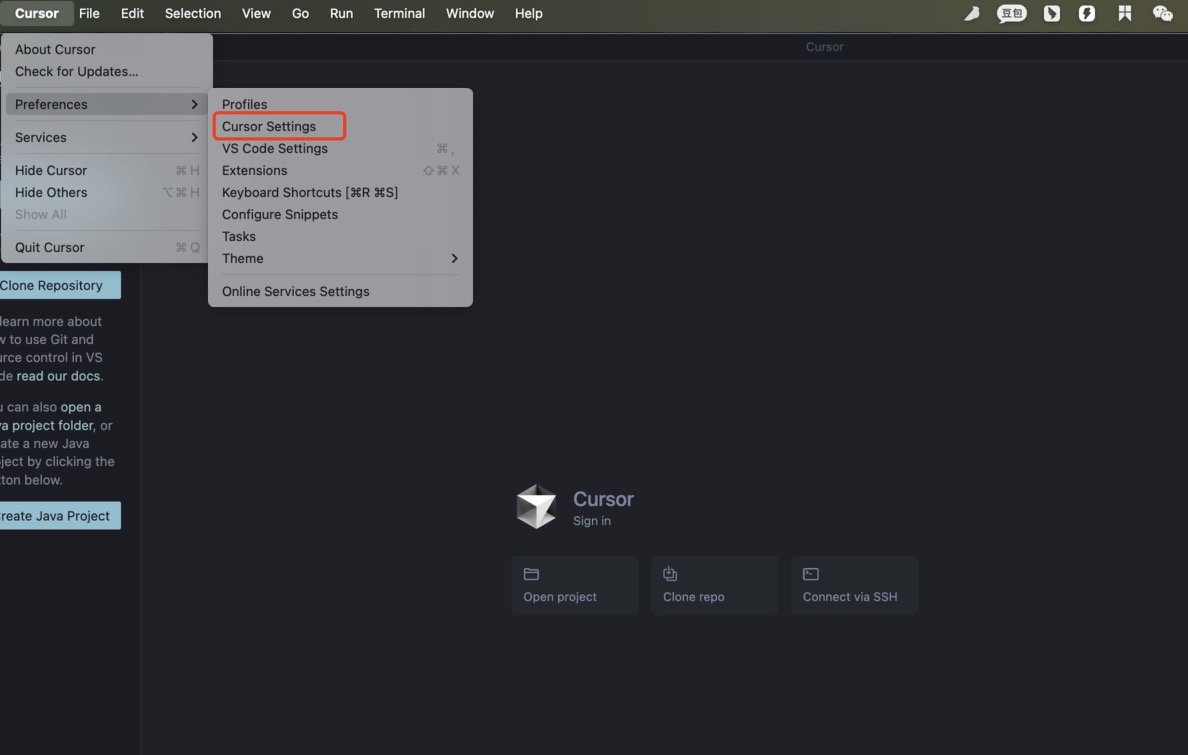 Cursor File Edit Selection View Go Run Terminal Window Help 豆包
Cursor
About Cursor
Check for Updates...
Preferences
Services
Hide Cursor ⌘ H
Hide Others ⌥ ⌘ H
Show All
Quit Cursor ⌘ Q
Profiles
Cursor Settings
VS Code Settings ⌘ ,
Extensions ⇧ ⌘ X
Keyboard Shortcuts [⌘R ⌘S]
Configure Snippets
Tasks
Theme
Online Services Settings
Clone Repository
learn more about
w to use Git and
urce control in VS
de read our docs.
u can also open a
va project folder, or
ate a new Java
ject by clicking the
tton below.
reate Java Project
Cursor
Sign in
Open project
Clone repo
Connect via SSH